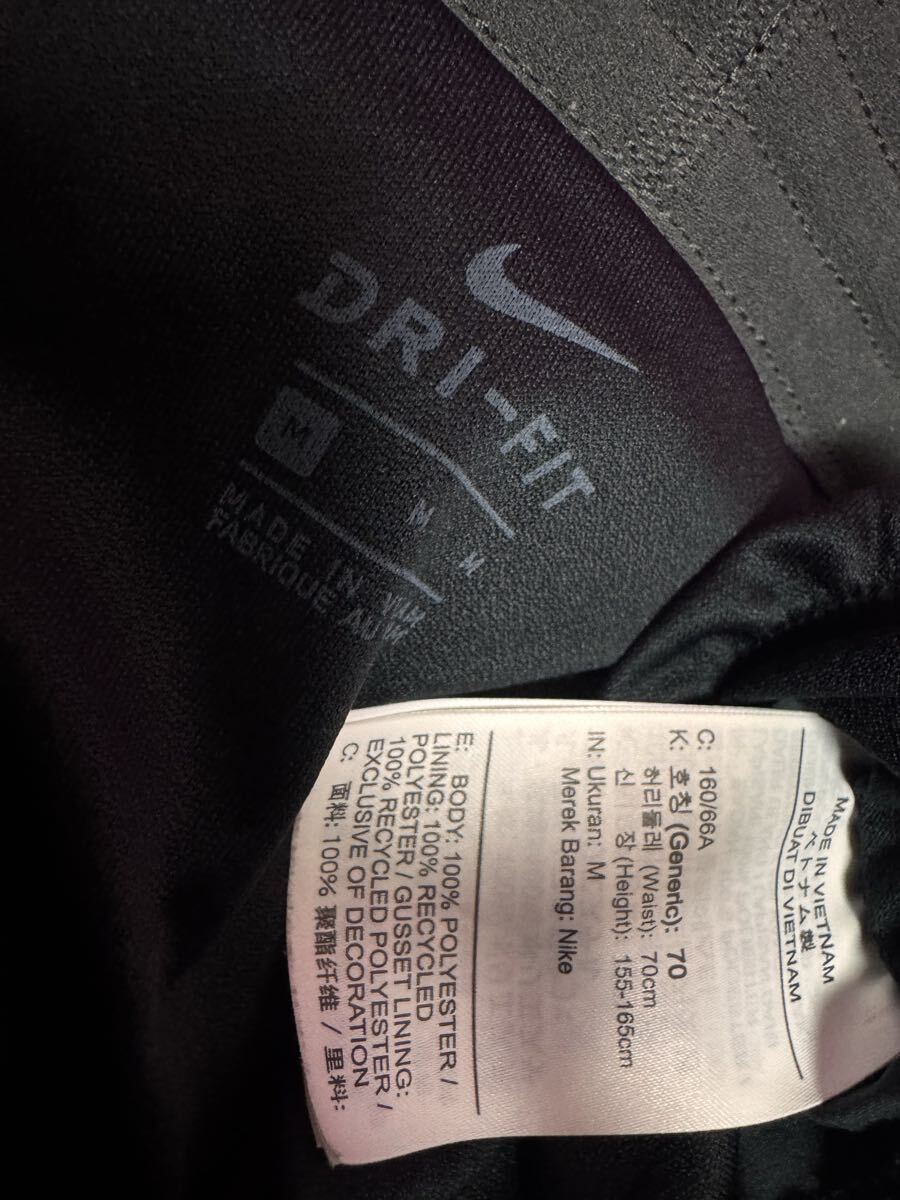 DRI-FIT
M
M
M
MADE IN
FABRIQUE AU
MADE IN VIETNAM
ベトナム製
DIBUAT DI VIETNAM
C: 160/66A
K: 호칭 (Generic): 70
허리둘레 (Waist): 70cm
신 장 (Height): 155-165cm
IN: Ukuran: M
Merek Barang: Nike
E: BODY: 100% POLYESTER /
LINING: 100% RECYCLED
POLYESTER / GUSSET LINING:
100% RECYCLED POLYESTER /
EXCLUSIVE OF DECORATION
C: 面料: 100% 聚酯纤维 / 里料: